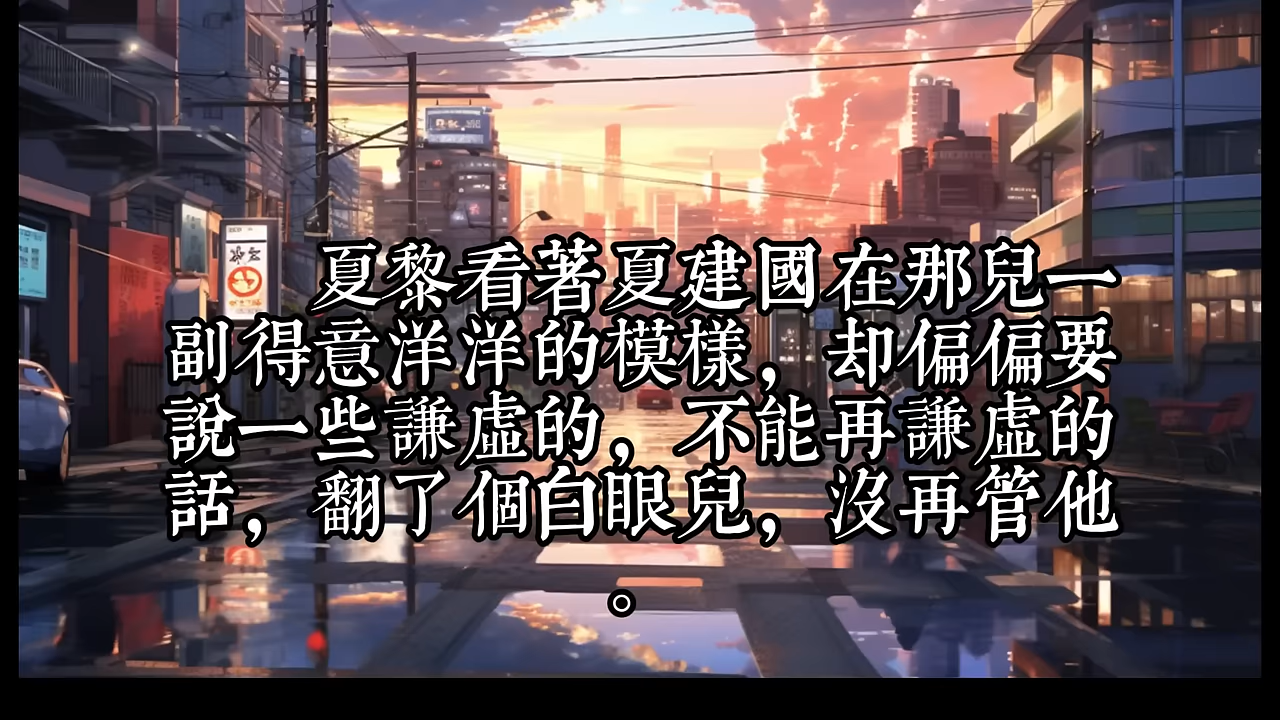 夏黎看著夏建國在那兒一
副得意洋洋的模樣，却偏偏要
說一些謙虛的，不能再謙虛的
話，翻了個白眼兒，沒再管他
。